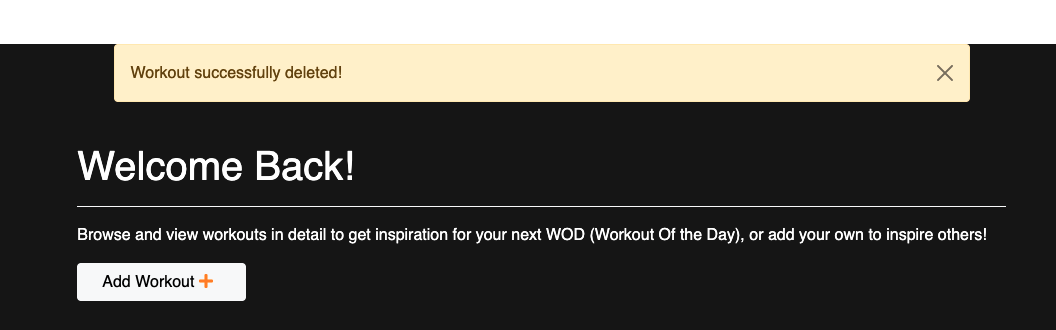 Workout successfully deleted!
Welcome Back!
Browse and view workouts in detail to get inspiration for your next WOD (Workout Of the Day), or add your own to inspire others!
Add Workout